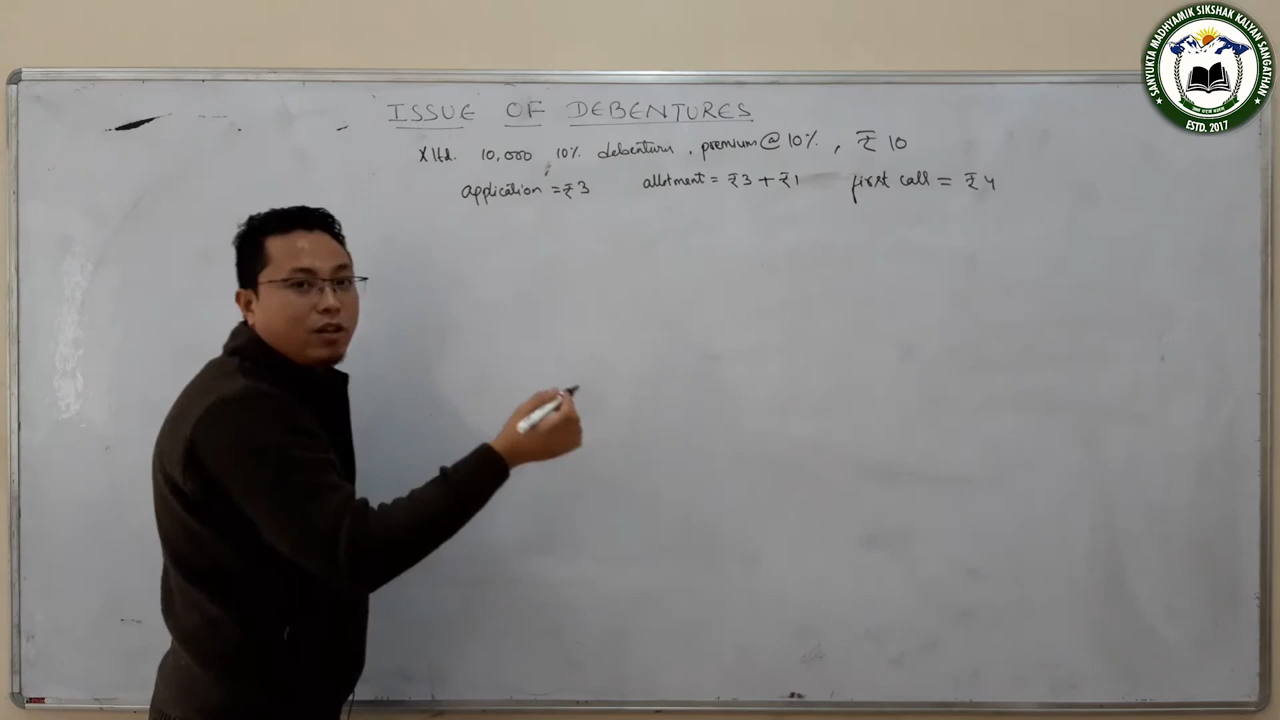 ISSUE OF DEBENTURES
X ltd. 10,000 10% debenturs, premium @ 10%, ₹ 10
application = ₹3 allotment = ₹3 + ₹1 first call = ₹ 4
SANYUKTA MADHYAMIK SIKSHAK KALYAN SANGATHAN
ESTD. 2017